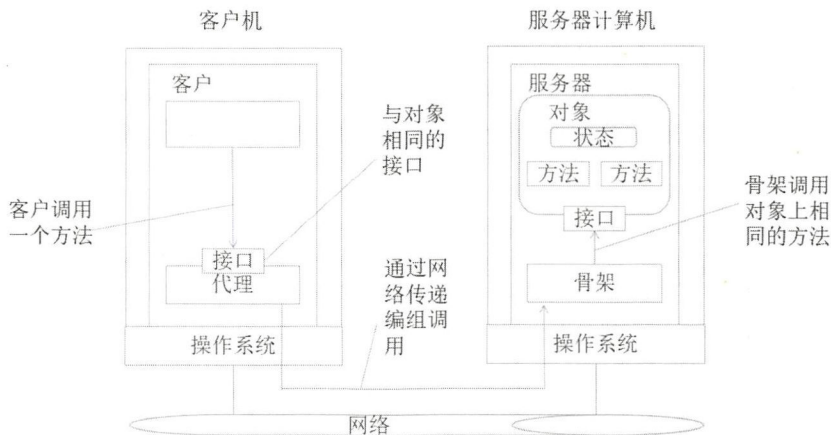 客户机
服务器计算机
客户
服务器
对象
状态
方法 方法
接口
与对象
相同的
接口
客户调用
一个方法
接口
代理
骨架调用
对象上相
同的方法
骨架
通过网
络传递
编组调
用
操作系统
操作系统
网络